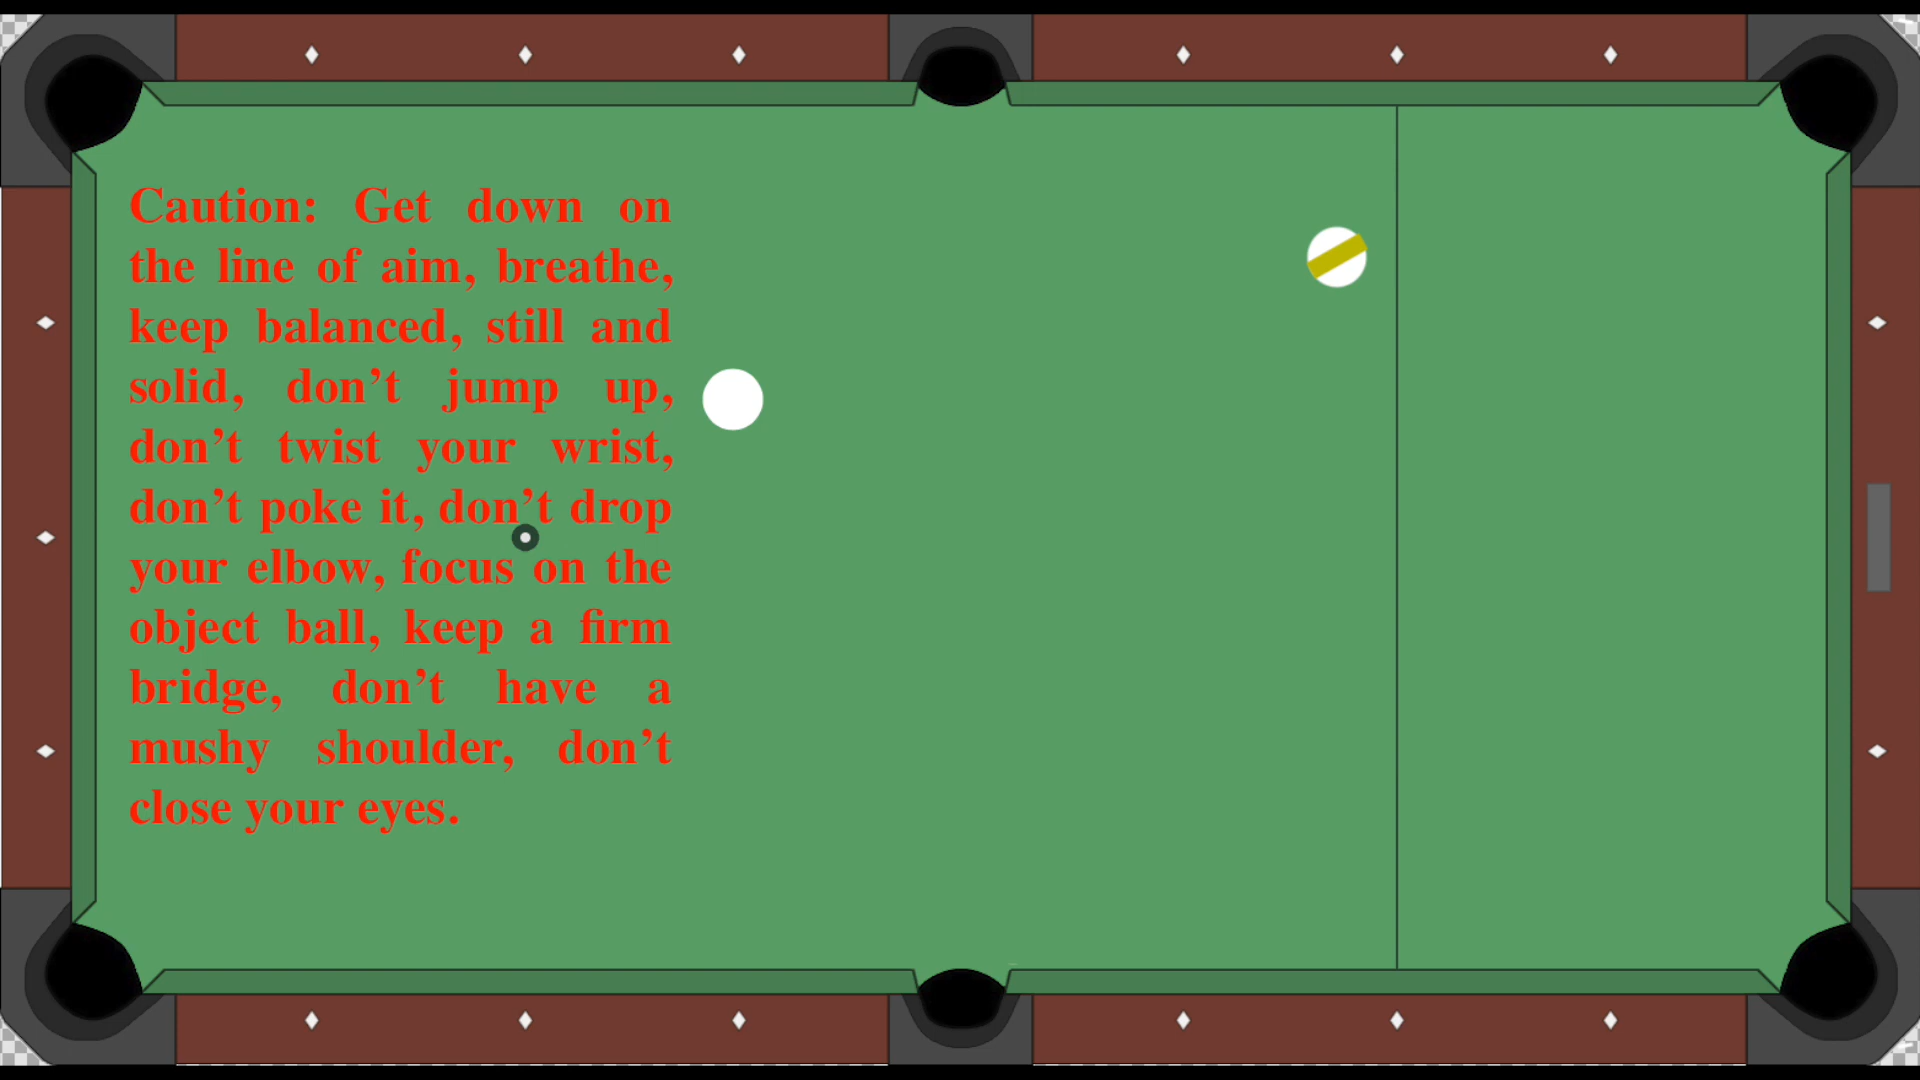 Caution: Get down on
the line of aim, breathe,
keep balanced, still and
solid, don’t jump up,
don’t twist your wrist,
don’t poke it, don’t drop
your elbow, focus on the
object ball, keep a firm
bridge, don’t have a
mushy shoulder, don’t
close your eyes.